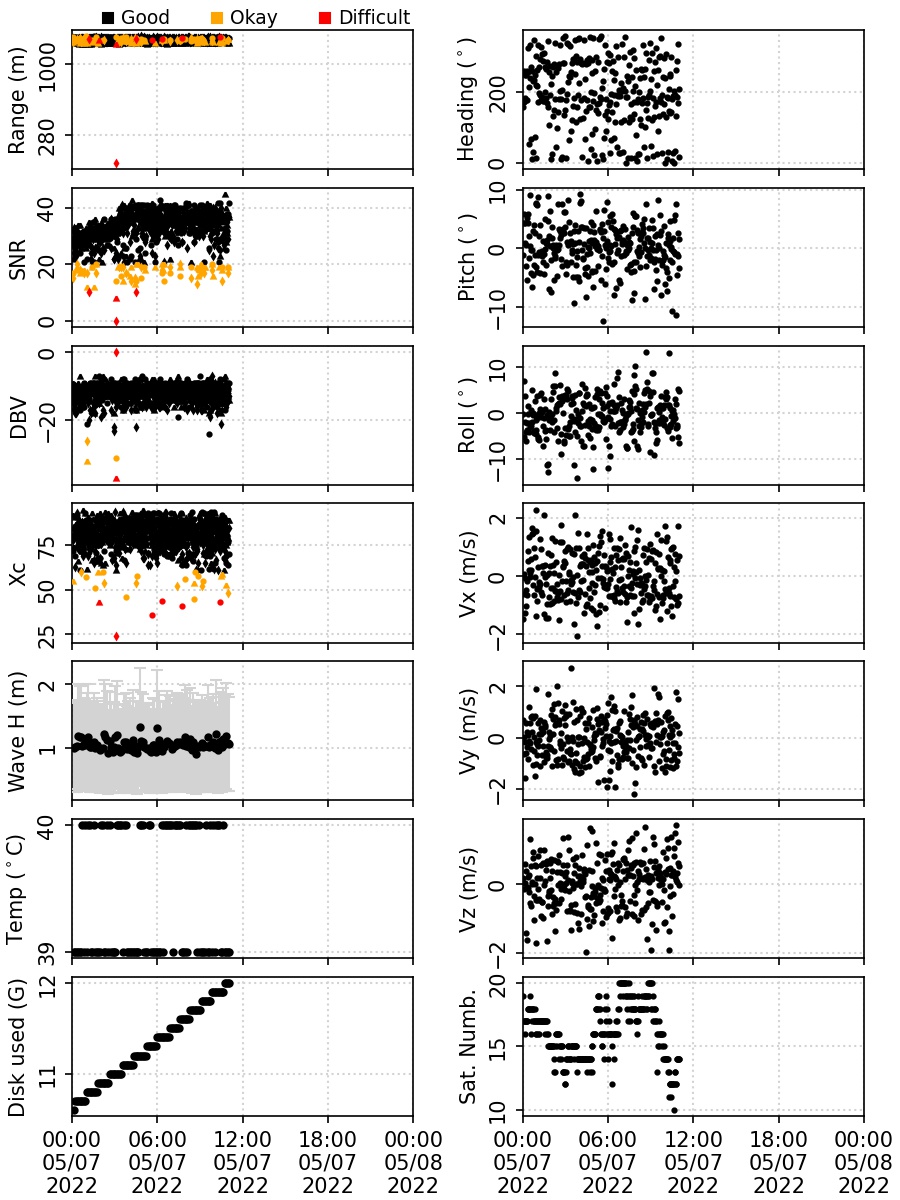 Good Okay Difficult
Range (m)
1000
280
Heading (°)
200
0
SNR
40
20
0
Pitch (°)
10
0
−10
DBV
0
−20
Roll (°)
10
0
−10
Xc
75
50
25
Vx (m/s)
2
0
−2
Wave H (m)
2
1
Vy (m/s)
2
0
−2
Temp (°C)
40
39
Vz (m/s)
0
−2
Disk used (G)
12
11
Sat. Numb.
20
15
10
00:00 06:00 12:00 18:00 00:00 00:00 06:00 12:00 18:00 00:00
05/07 05/07 05/07 05/07 05/08 05/07 05/07 05/07 05/07 05/08
2022 2022 2022 2022 2022 2022 2022 2022 2022 2022